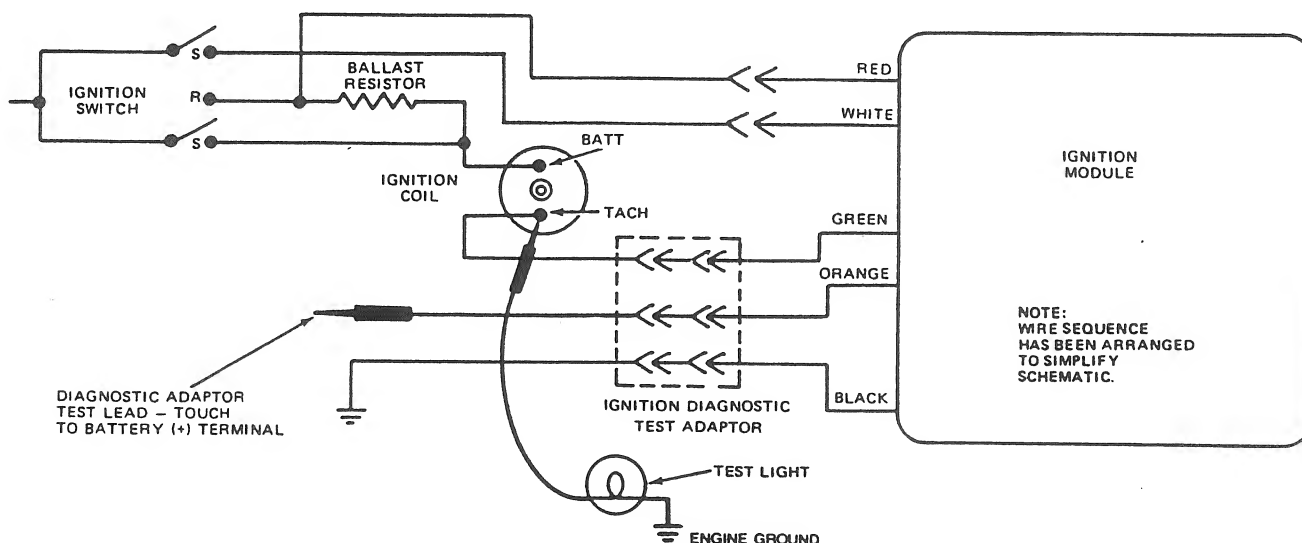 S
IGNITION
SWITCH
R
S
BALLAST
RESISTOR
RED
WHITE
IGNITION
MODULE
BATT
IGNITION
COIL
TACH
GREEN
ORANGE
BLACK
NOTE:
WIRE SEQUENCE
HAS BEEN ARRANGED
TO SIMPLIFY
SCHEMATIC.
DIAGNOSTIC ADAPTOR
TEST LEAD – TOUCH
TO BATTERY (+) TERMINAL
IGNITION DIAGNOSTIC
TEST ADAPTOR
TEST LIGHT
ENGINE GROUND